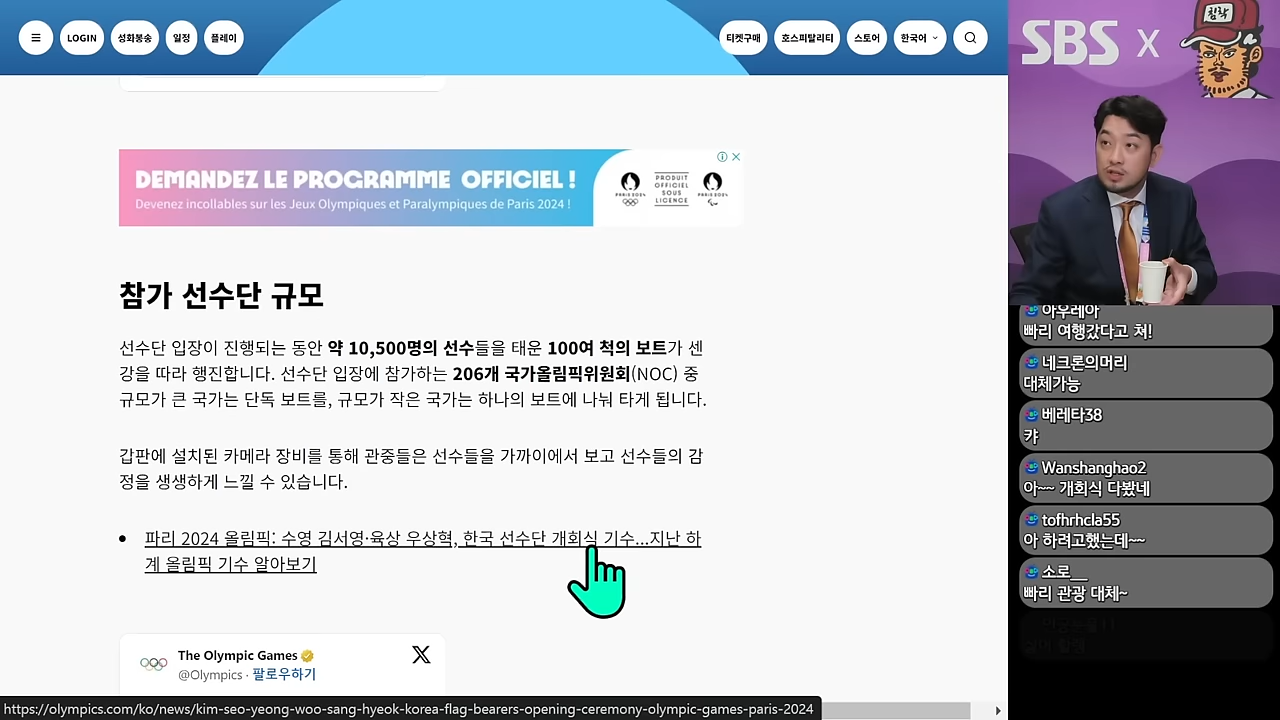 LOGIN
성화봉송
일정
플레이
티켓구매
호스피탈리티
스토어
한국어
SBS X
침착
DEMANDEZ LE PROGRAMME OFFICIEL !
Devenez incollables sur les Jeux Olympiques et Paralympiques de Paris 2024 !
PARIS 2024
PRODUIT
OFFICIEL
SOUS
LICENCE
PARIS 2024
참가 선수단 규모
선수단 입장이 진행되는 동안 약 10,500명의 선수들을 태운 100여 척의 보트가 센
강을 따라 행진합니다. 선수단 입장에 참가하는 206개 국가올림픽위원회(NOC) 중
규모가 큰 국가는 단독 보트를, 규모가 작은 국가는 하나의 보트에 나눠 타게 됩니다.
갑판에 설치된 카메라 장비를 통해 관중들은 선수들을 가까이에서 보고 선수들의 감
정을 생생하게 느낄 수 있습니다.
파리 2024 올림픽: 수영 김서영·육상 우상혁, 한국 선수단 개회식 기수...지난 하
계 올림픽 기수 알아보기
The Olympic Games
@Olympics · 팔로우하기
https://olympics.com/ko/news/kim-seo-yeong-woo-sang-hyeok-korea-flag-bearers-opening-ceremony-olympic-games-paris-2024
아우레아
빠리 여행갔다고 쳐!
네크론의머리
대체가능
베레타38
캬
Wanshanghao2
아~~ 개회식 다봤네
tofhrhcla55
아 하려고했는데~~
소로__
빠리 관광 대체~